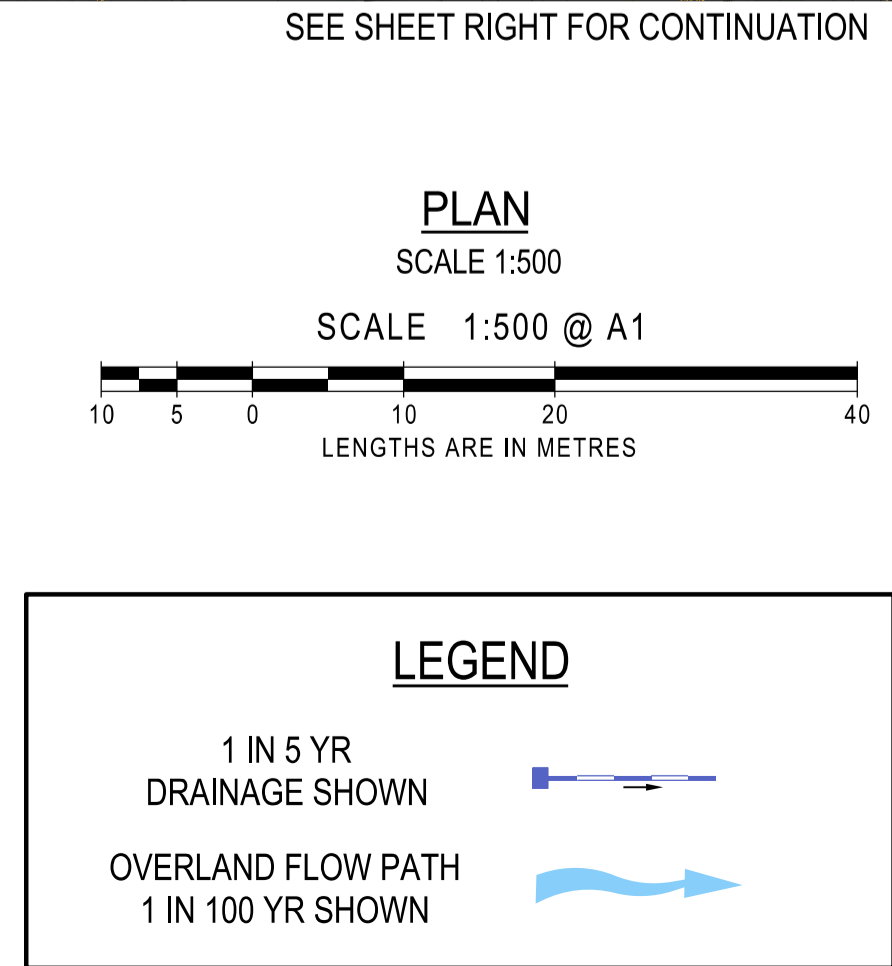 SEE SHEET RIGHT FOR CONTINUATION
PLAN
SCALE 1:500
SCALE 1:500 @ A1
10 5 0 10 20 40
LENGTHS ARE IN METRES
LEGEND
1 IN 5 YR
DRAINAGE SHOWN
OVERLAND FLOW PATH
1 IN 100 YR SHOWN